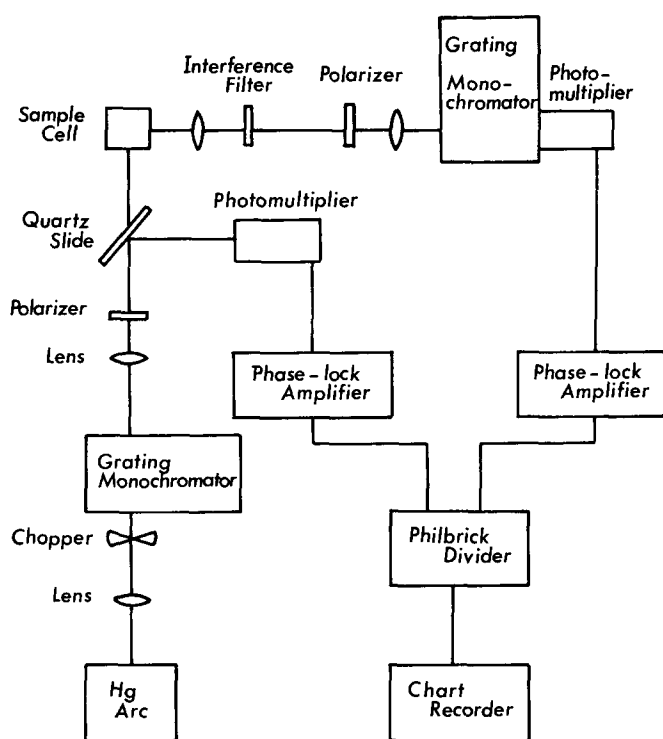 Grating
Mono-
chromator
Interference
Filter
Polarizer
Photo-
multiplier
Sample
Cell
Quartz
Slide
Photomultiplier
Polarizer
Lens
Phase-lock
Amplifier
Phase-lock
Amplifier
Grating
Monochromator
Chopper
Philbrick
Divider
Lens
Hg
Arc
Chart
Recorder